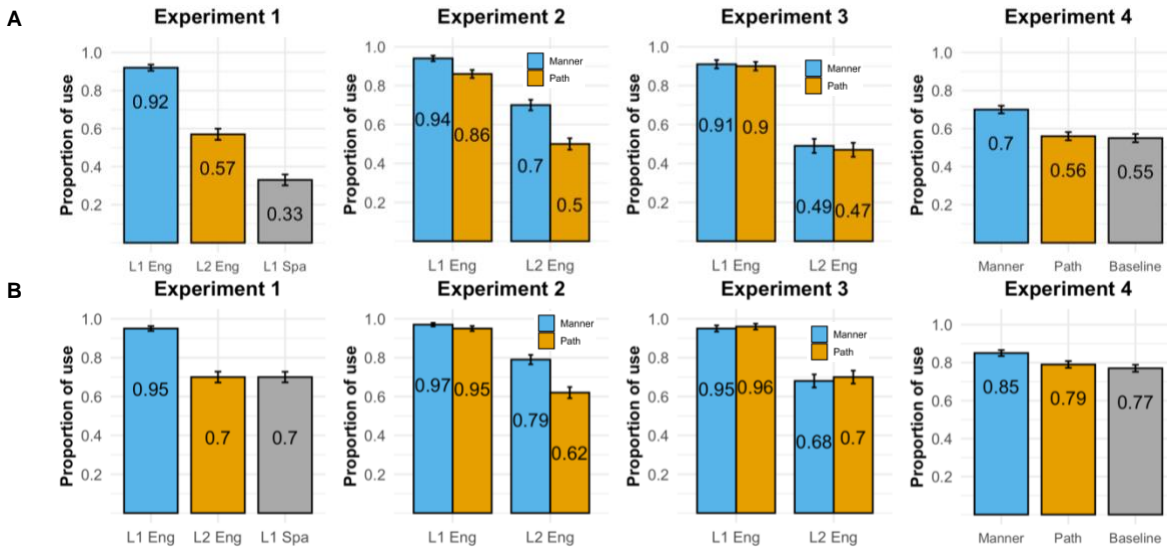 A
Experiment 1
Proportion of use
1.0
0.8
0.6
0.4
0.2
0.92
0.57
0.33
L1 Eng L2 Eng L1 Spa
Experiment 2
Proportion of use
1.0
0.8
0.6
0.4
0.2
Manner
Path
0.94 0.86 0.7 0.5
L1 Eng L2 Eng
Experiment 3
Proportion of use
1.0
0.8
0.6
0.4
0.2
Manner
Path
0.91 0.9 0.49 0.47
L1 Eng L2 Eng
Experiment 4
Proportion of use
1.0
0.8
0.6
0.4
0.2
0.7
0.56
0.55
Manner Path Baseline
B
Experiment 1
Proportion of use
1.0
0.8
0.6
0.4
0.2
0.95
0.7
0.7
L1 Eng L2 Eng L1 Spa
Experiment 2
Proportion of use
1.0
0.8
0.6
0.4
0.2
Manner
Path
0.97 0.95 0.79 0.62
L1 Eng L2 Eng
Experiment 3
Proportion of use
1.0
0.8
0.6
0.4
0.2
Manner
Path
0.95 0.96 0.68 0.7
L1 Eng L2 Eng
Experiment 4
Proportion of use
1.0
0.8
0.6
0.4
0.2
0.85
0.79
0.77
Manner Path Baseline